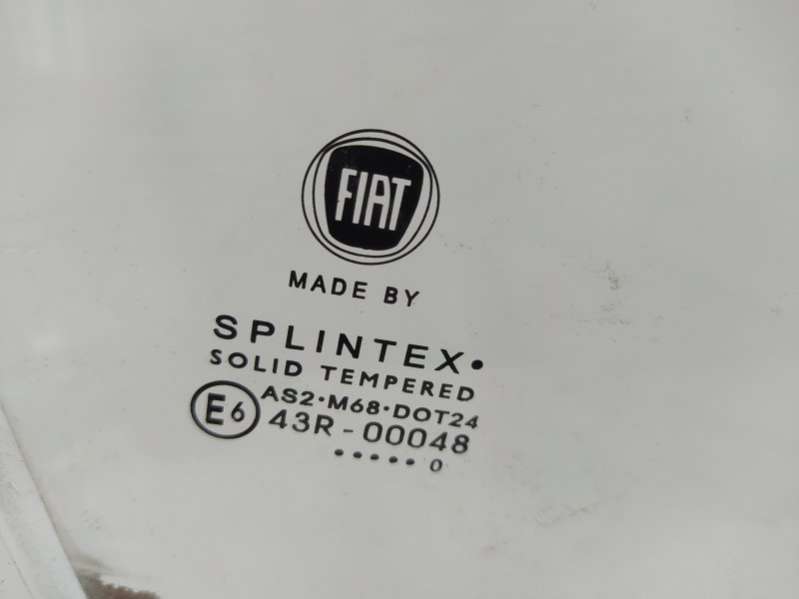 FIAT
MADE BY
SPLINTEX•
SOLID TEMPERED
AS2•M68•DOT24
E6 43R-00048
••••• 0